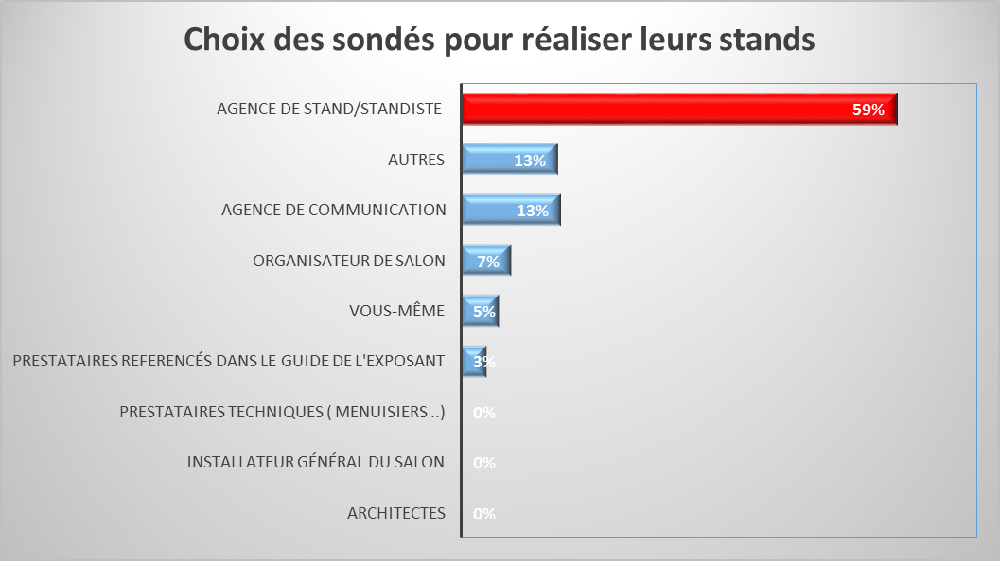 Choix des sondés pour réaliser leurs stands
AGENCE DE STAND/STANDISTE 59%
AUTRES 13%
AGENCE DE COMMUNICATION 13%
ORGANISATEUR DE SALON 7%
VOUS-MÊME 5%
PRESTATAIRES REFERENCÉS DANS LE GUIDE DE L'EXPOSANT 3%
PRESTATAIRES TECHNIQUES ( MENUISIERS ..) 0%
INSTALLATEUR GÉNÉRAL DU SALON 0%
ARCHITECTES 0%